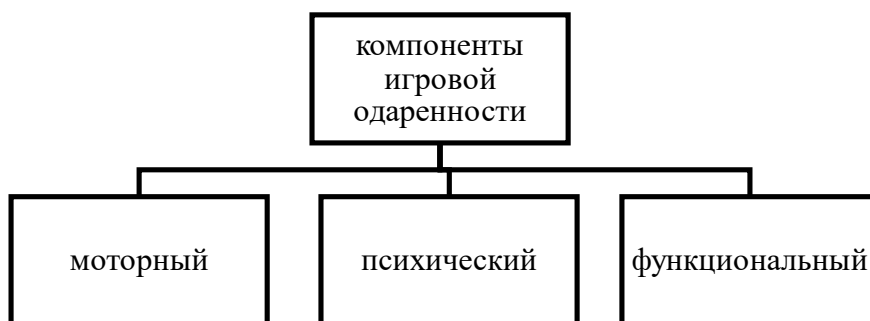 компоненты
игровой
одаренности
моторный
психический
функциональный